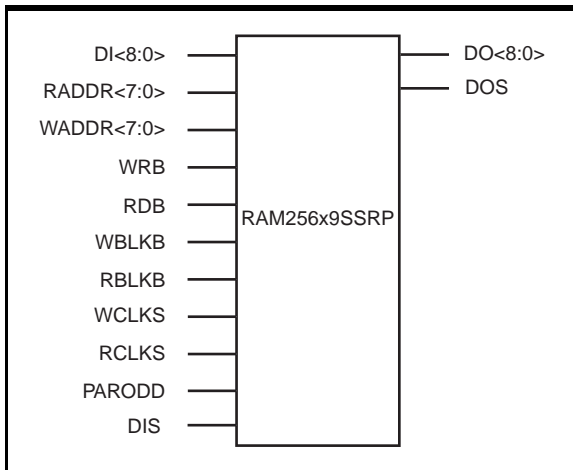 DI<8:0>
RADDR<7:0>
WADDR<7:0>
WRB
RDB
WBLKB
RBLKB
WCLKS
RCLKS
PARODD
DIS
RAM256x9SSRP
DO<8:0>
DOS